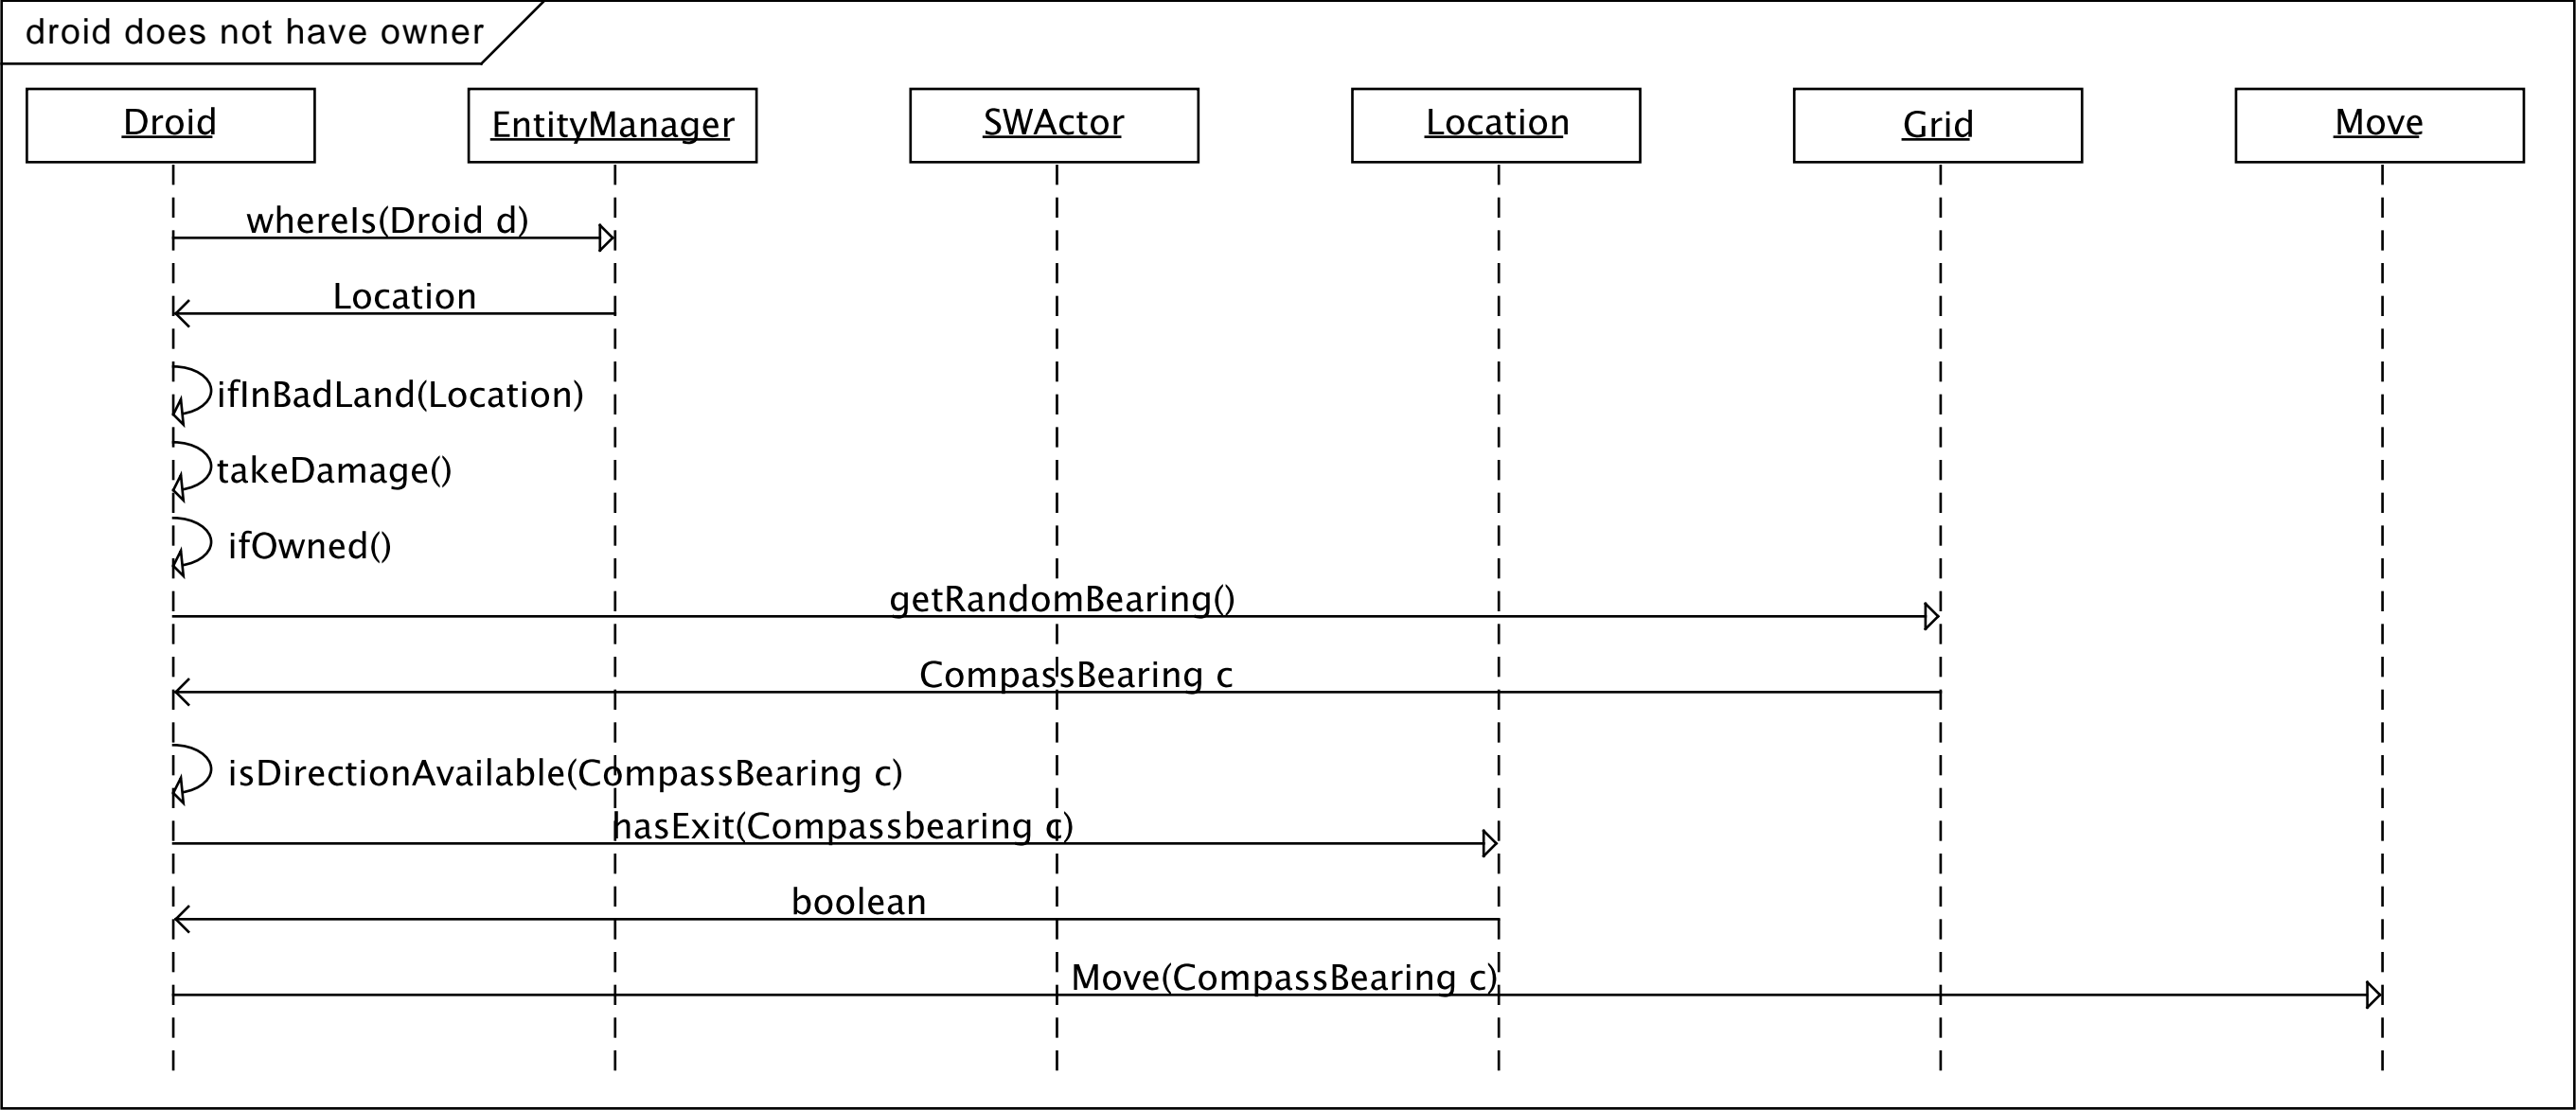 droid does not have owner
Droid
EntityManager
SWActor
Location
Grid
Move
whereIs(Droid d)
Location
ifInBadLand(Location)
takeDamage()
ifOwned()
getRandomBearing()
CompassBearing c
isDirectionAvailable(CompassBearing c)
hasExit(Compassbearing c)
boolean
Move(CompassBearing c)